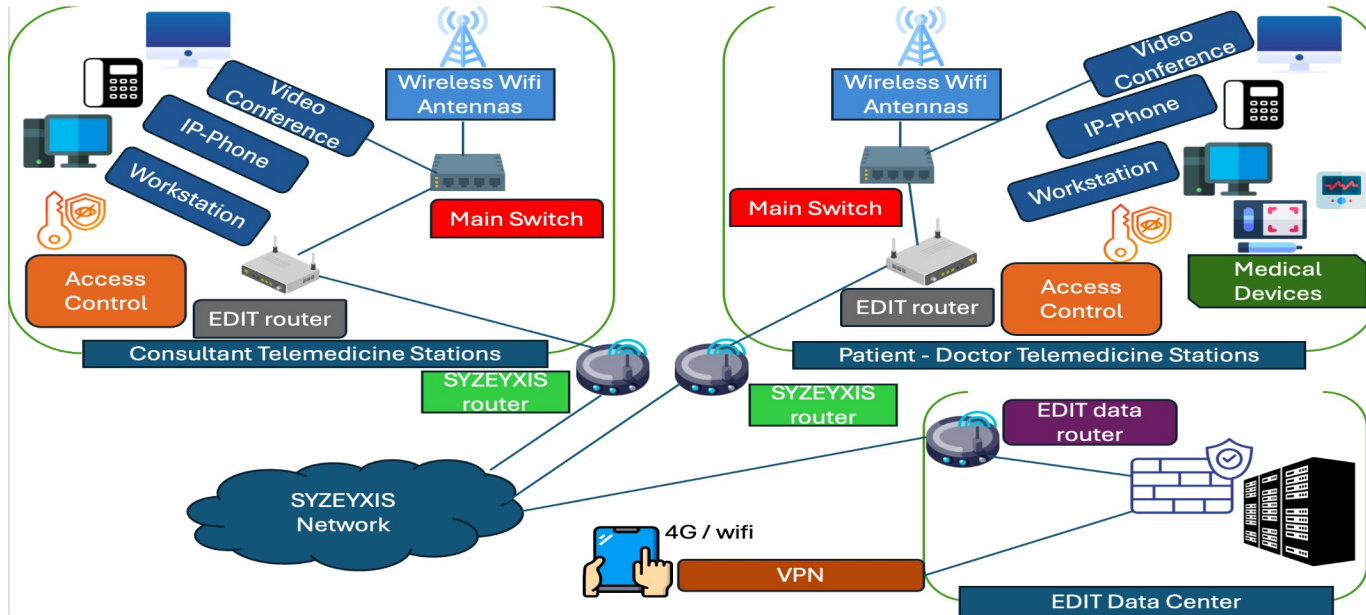 Video
Conference
IP-Phone
Workstation
Access
Control
Wireless Wifi
Antennas
Main Switch
EDIT router
Consultant Telemedicine Stations
SYZEYXIS
router
Wireless Wifi
Antennas
Video
Conference
IP-Phone
Workstation
Main Switch
EDIT router
Access
Control
Medical
Devices
Patient - Doctor Telemedicine Stations
SYZEYXIS
router
EDIT data
router
SYZEYXIS
Network
4G / wifi
VPN
EDIT Data Center